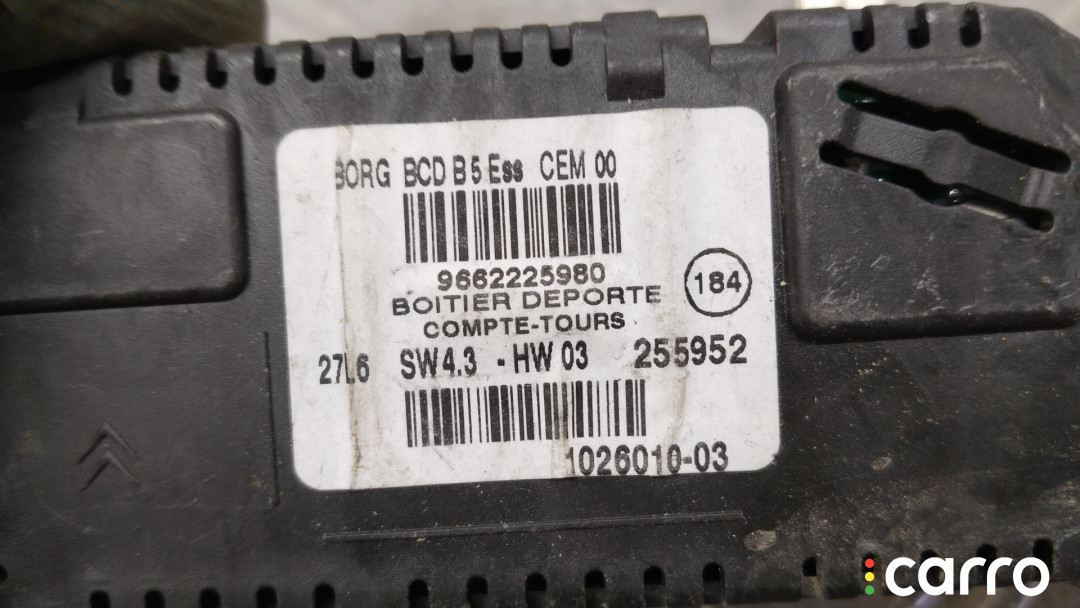 BORG BCD B5 Ess CEM 00
9662225980
BOITIER DEPORTE
184
COMPTE-TOURS
27L6 SW4.3 - HW 03 255952
1026010-03
carro